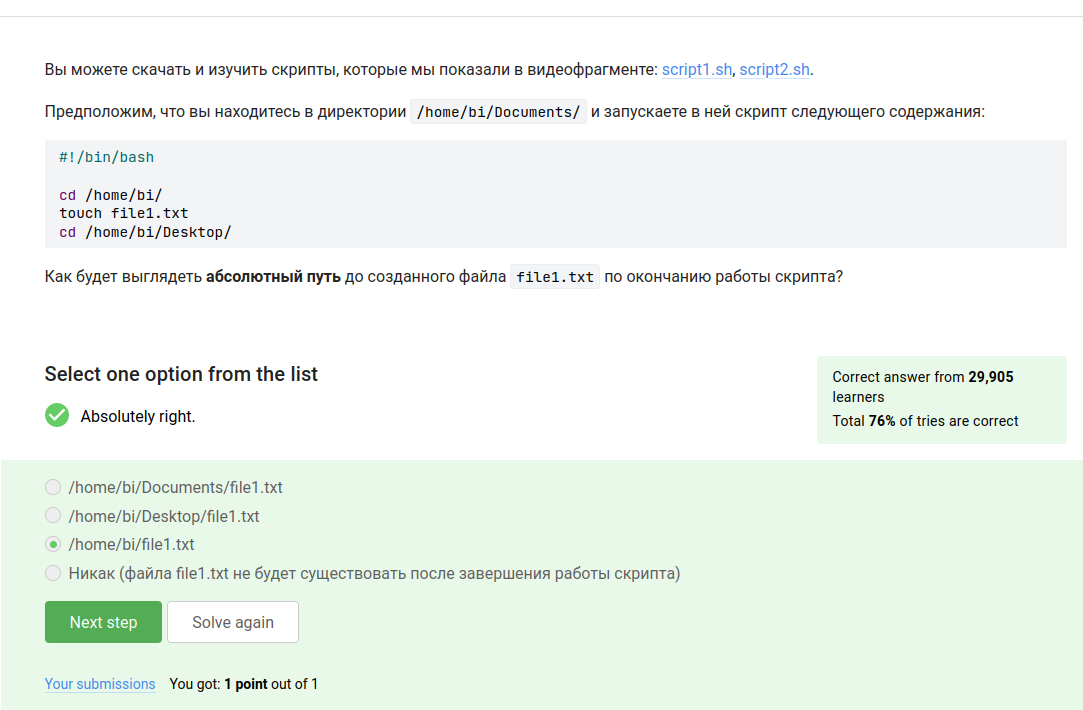 Вы можете скачать и изучить скрипты, которые мы показали в видеофрагменте: script1.sh, script2.sh.
Предположим, что вы находитесь в директории /home/bi/Documents/ и запускаете в ней скрипт следующего содержания:
#!/bin/bash
cd /home/bi/
touch file1.txt
cd /home/bi/Desktop/
Как будет выглядеть абсолютный путь до созданного файла file1.txt по окончанию работы скрипта?
Select one option from the list
Absolutely right.
Correct answer from 29,905
learners
Total 76% of tries are correct
/home/bi/Documents/file1.txt
/home/bi/Desktop/file1.txt
/home/bi/file1.txt
Никак (файла file1.txt не будет существовать после завершения работы скрипта)
Next step
Solve again
Your submissions You got: 1 point out of 1